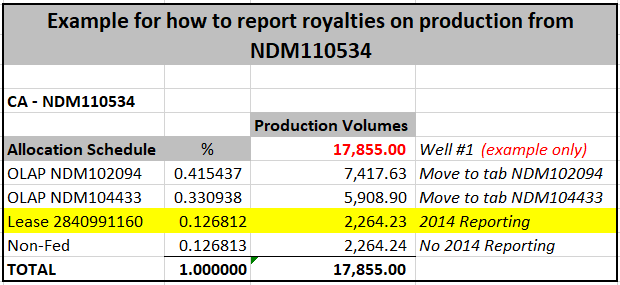 Example for how to report royalties on production from
NDM110534
CA - NDM110534
Production Volumes
Allocation Schedule % 17,855.00 Well #1 (example only)
OLAP NDM102094 0.415437 7,417.63 Move to tab NDM102094
OLAP NDM104433 0.330938 5,908.90 Move to tab NDM104433
Lease 2840991160 0.126812 2,264.23 2014 Reporting
Non-Fed 0.126813 2,264.24 No 2014 Reporting
TOTAL 1.000000 17,855.00